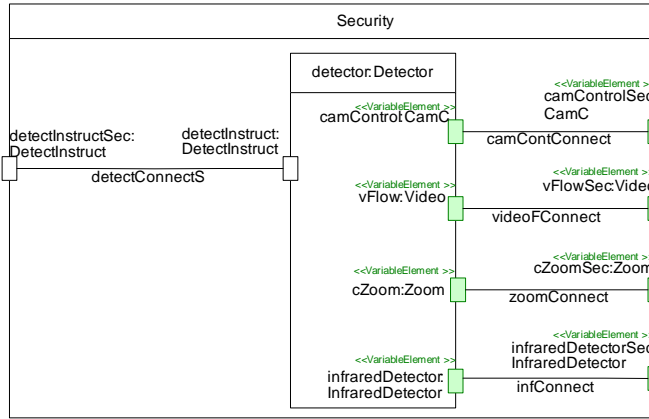 Security
detector:Detector
<<VariableElement >>
camControl:CamC
<<VariableElement >>
camControlSec
CamC
camContConnect
detectInstructSec:
DetectInstruct
detectInstruct:
DetectInstruct
detectConnectS
<<VariableElement >>
vFlow:Video
<<VariableElement >>
vFlowSec:Video
videoFConnect
<<VariableElement >>
cZoom:Zoom
<<VariableElement >>
cZoomSec:Zoom
zoomConnect
<<VariableElement >>
infraredDetector:
InfraredDetector
<<VariableElement >>
infraredDetectorSec
InfraredDetector
infConnect